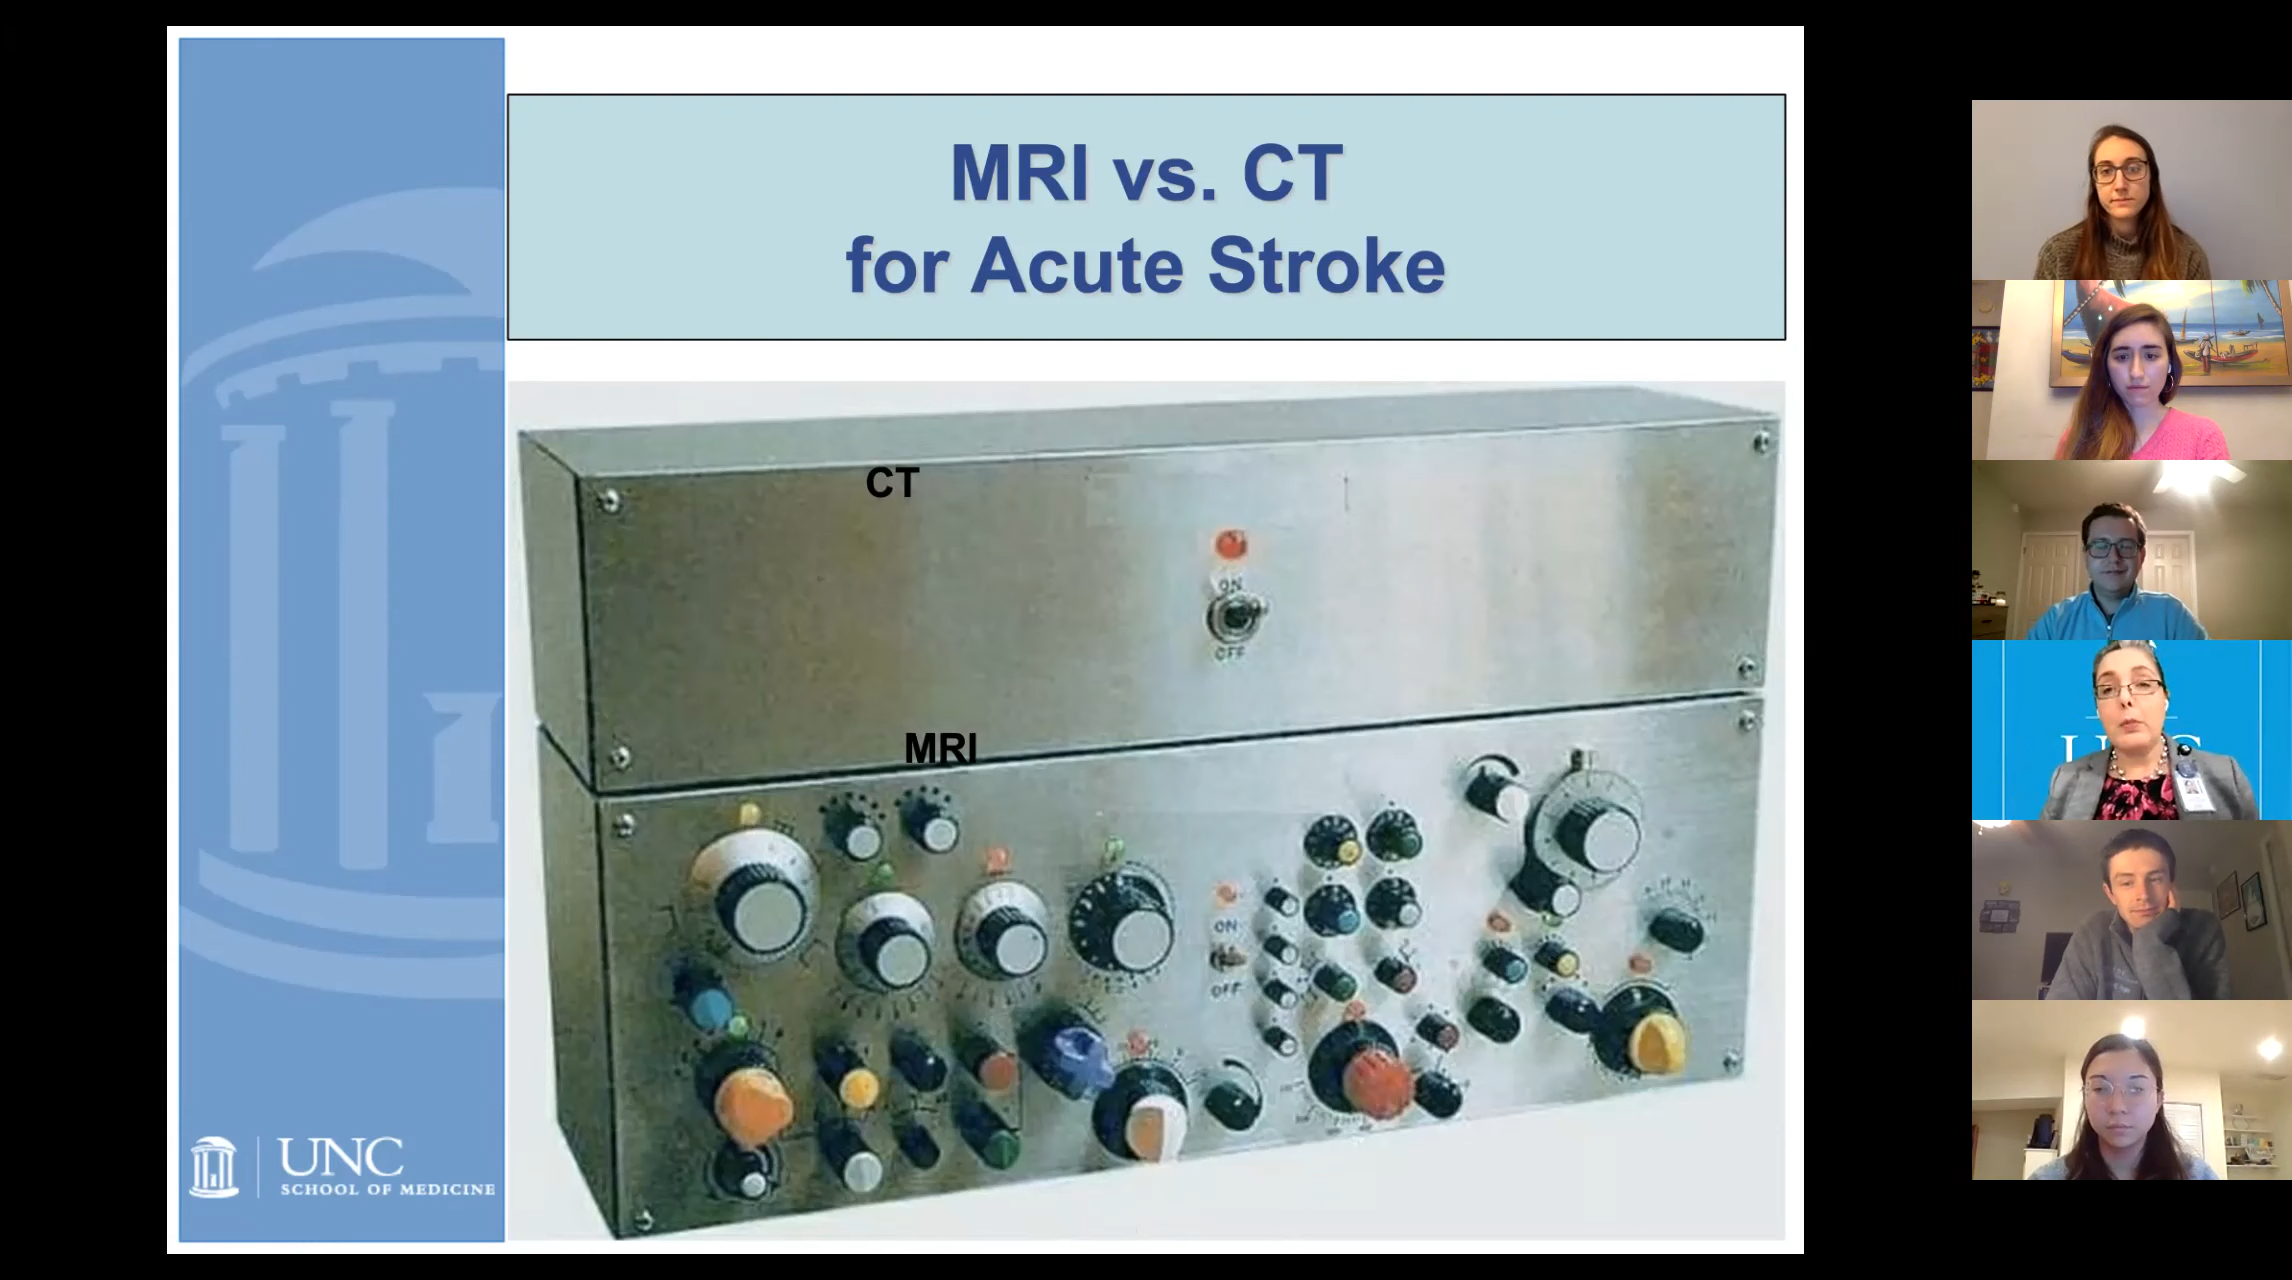 MRI vs. CT
for Acute Stroke
CT
ON
OFF
MRI
ON
OFF
UNC
SCHOOL OF MEDICINE